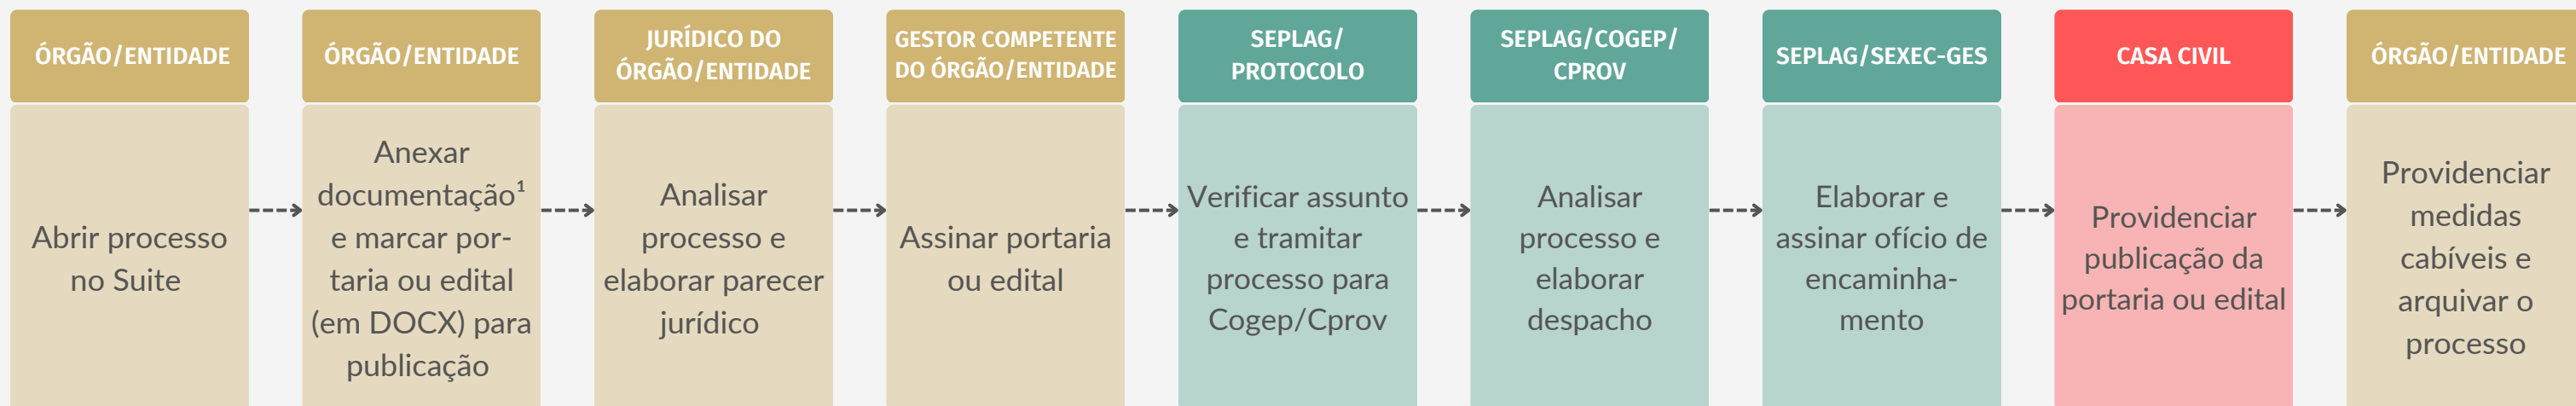 ÓRGÃO/ENTIDADE
Abrir processo
no Suite
ÓRGÃO/ENTIDADE
Anexar
documentação¹
e marcar por-
taria ou edital
(em DOCX) para
publicação
JURÍDICO DO
ÓRGÃO/ENTIDADE
Analisar
processo e
elaborar parecer
jurídico
GESTOR COMPETENTE
DO ÓRGÃO/ENTIDADE
Assinar portaria
ou edital
SEPLAG/
PROTOCOLO
Verificar assunto
e tramitar
processo para
Cogep/Cprov
SEPLAG/COGEP/
CPROV
Analisar
processo e
elaborar
despacho
SEPLAG/SEXEC-GES
Elaborar e
assinar ofício de
encaminha-
mento
CASA CIVIL
Providenciar
publicação da
portaria ou edital
ÓRGÃO/ENTIDADE
Providenciar
medidas
cabíveis e
arquivar o
processo